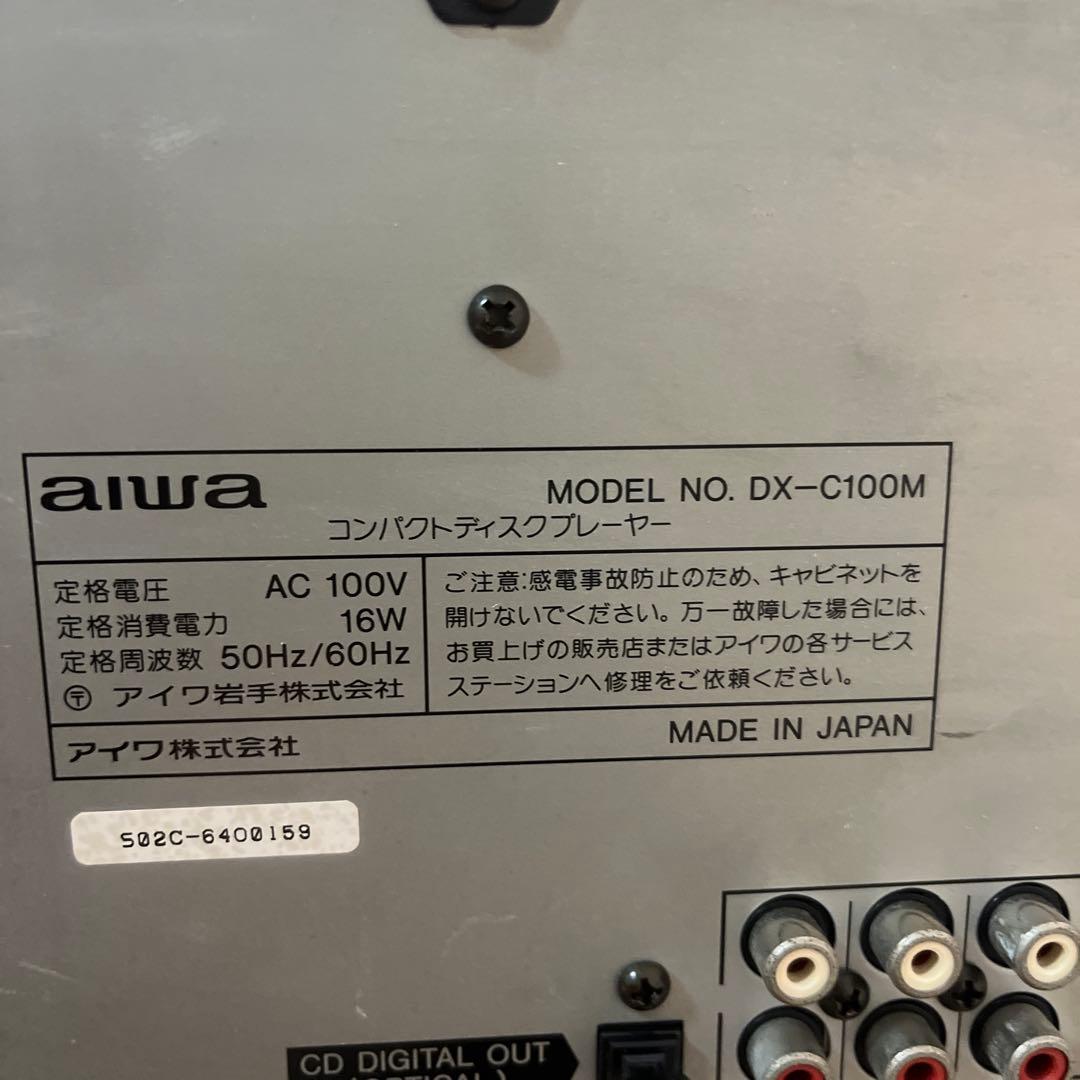 aiwa
MODEL NO. DX-C100M
コンパクトディスクプレーヤー
定格電圧 AC 100V
定格消費電力 16W
定格周波数 50Hz/60Hz
〶 アイワ岩手株式会社
ご注意:感電事故防止のため、キャビネットを
開けないでください。万一故障した場合には、
お買上げの販売店またはアイワの各サービス
ステーションへ修理をご依頼ください。
アイワ株式会社
MADE IN JAPAN
S02C-6400159
CD DIGITAL OUT
(OPTICAL)